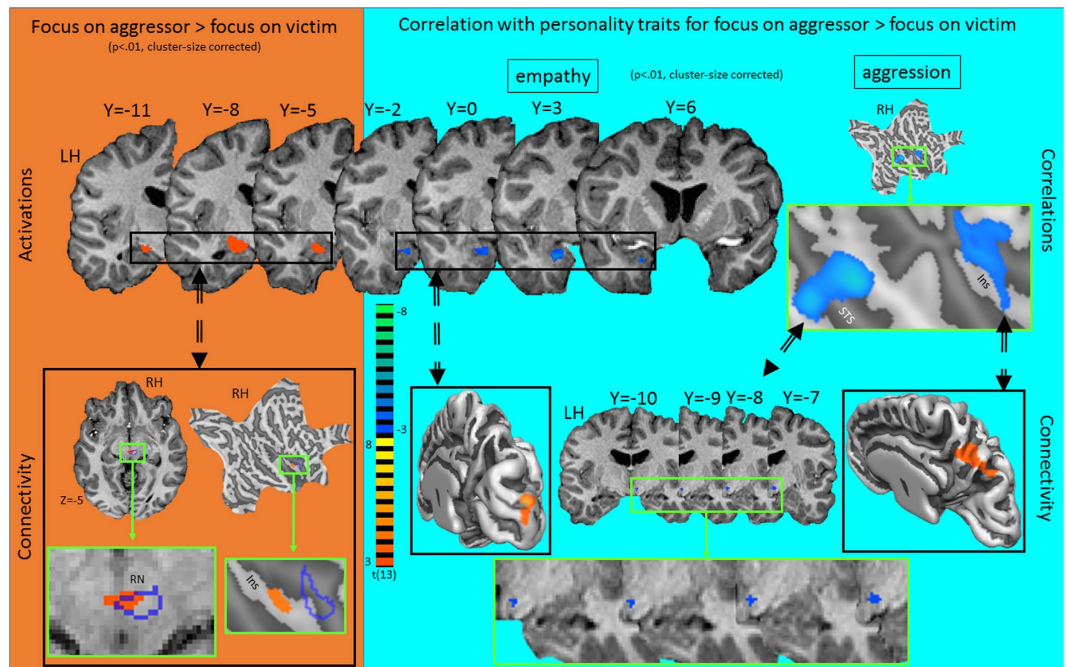 Focus on aggressor > focus on victim
(p<.01, cluster-size corrected)
Correlation with personality traits for focus on aggressor > focus on victim
empathy
(p<.01, cluster-size corrected)
aggression
Y=-11
Y=-8
Y=-5
Y=-2
Y=0
Y=3
Y=6
RH
LH
Activations
Correlations
STS
Ins
-8
-3
8
3
t(13)
RH
RH
Z=-5
Connectivity
RN
Ins
LH
Y=-10
Y=-9
Y=-8
Y=-7
Connectivity